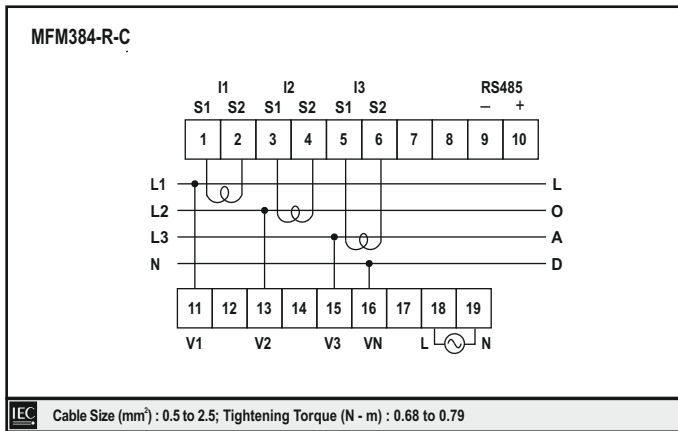 MFM384-R-C
I1 I2 I3 RS485
S1 S2 S1 S2 S1 S2 – +
1 2 3 4 5 6 7 8 9 10
L1 L
L2 O
L3 A
N D
11 12 13 14 15 16 17 18 19
V1 V2 V3 VN L N
IEC Cable Size (mm²) : 0.5 to 2.5; Tightening Torque (N - m) : 0.68 to 0.79